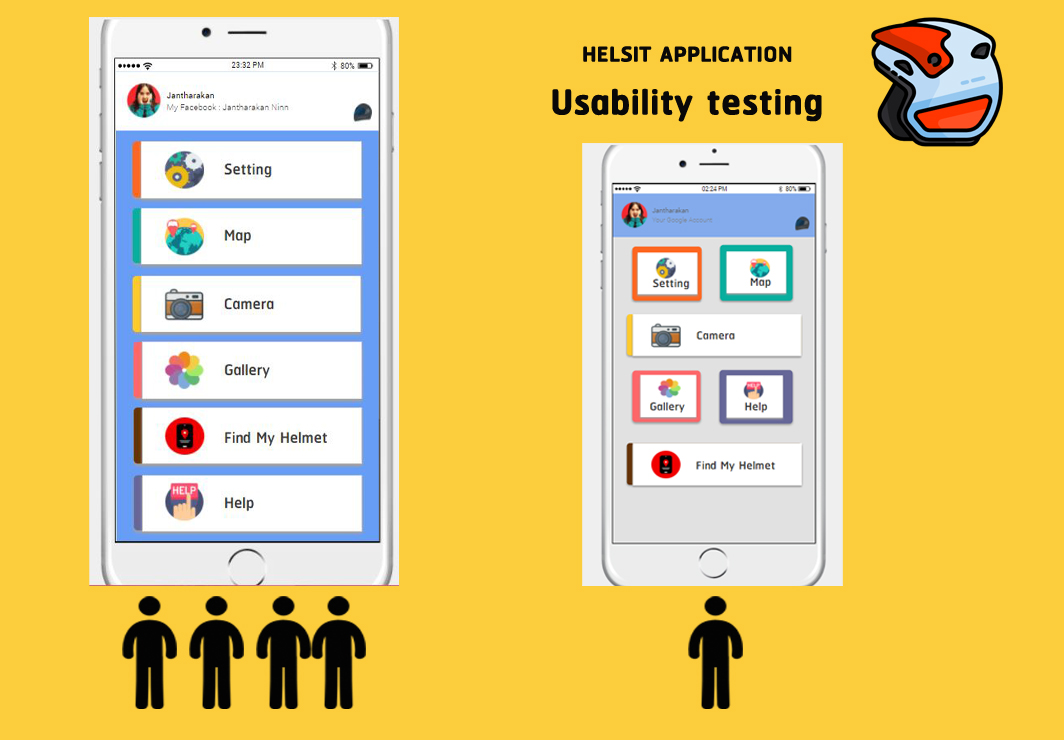 HELSIT APPLICATION
Usability testing
23:32 PM
80%
Jantharakan
My Facebook : Jantharakan Ninn
Setting
Map
Camera
Gallery
Find My Helmet
HELP
Help
02:24 PM
80%
Jantharakan
Your Google Account
Setting
Map
Camera
Gallery
HELP
Help
Find My Helmet